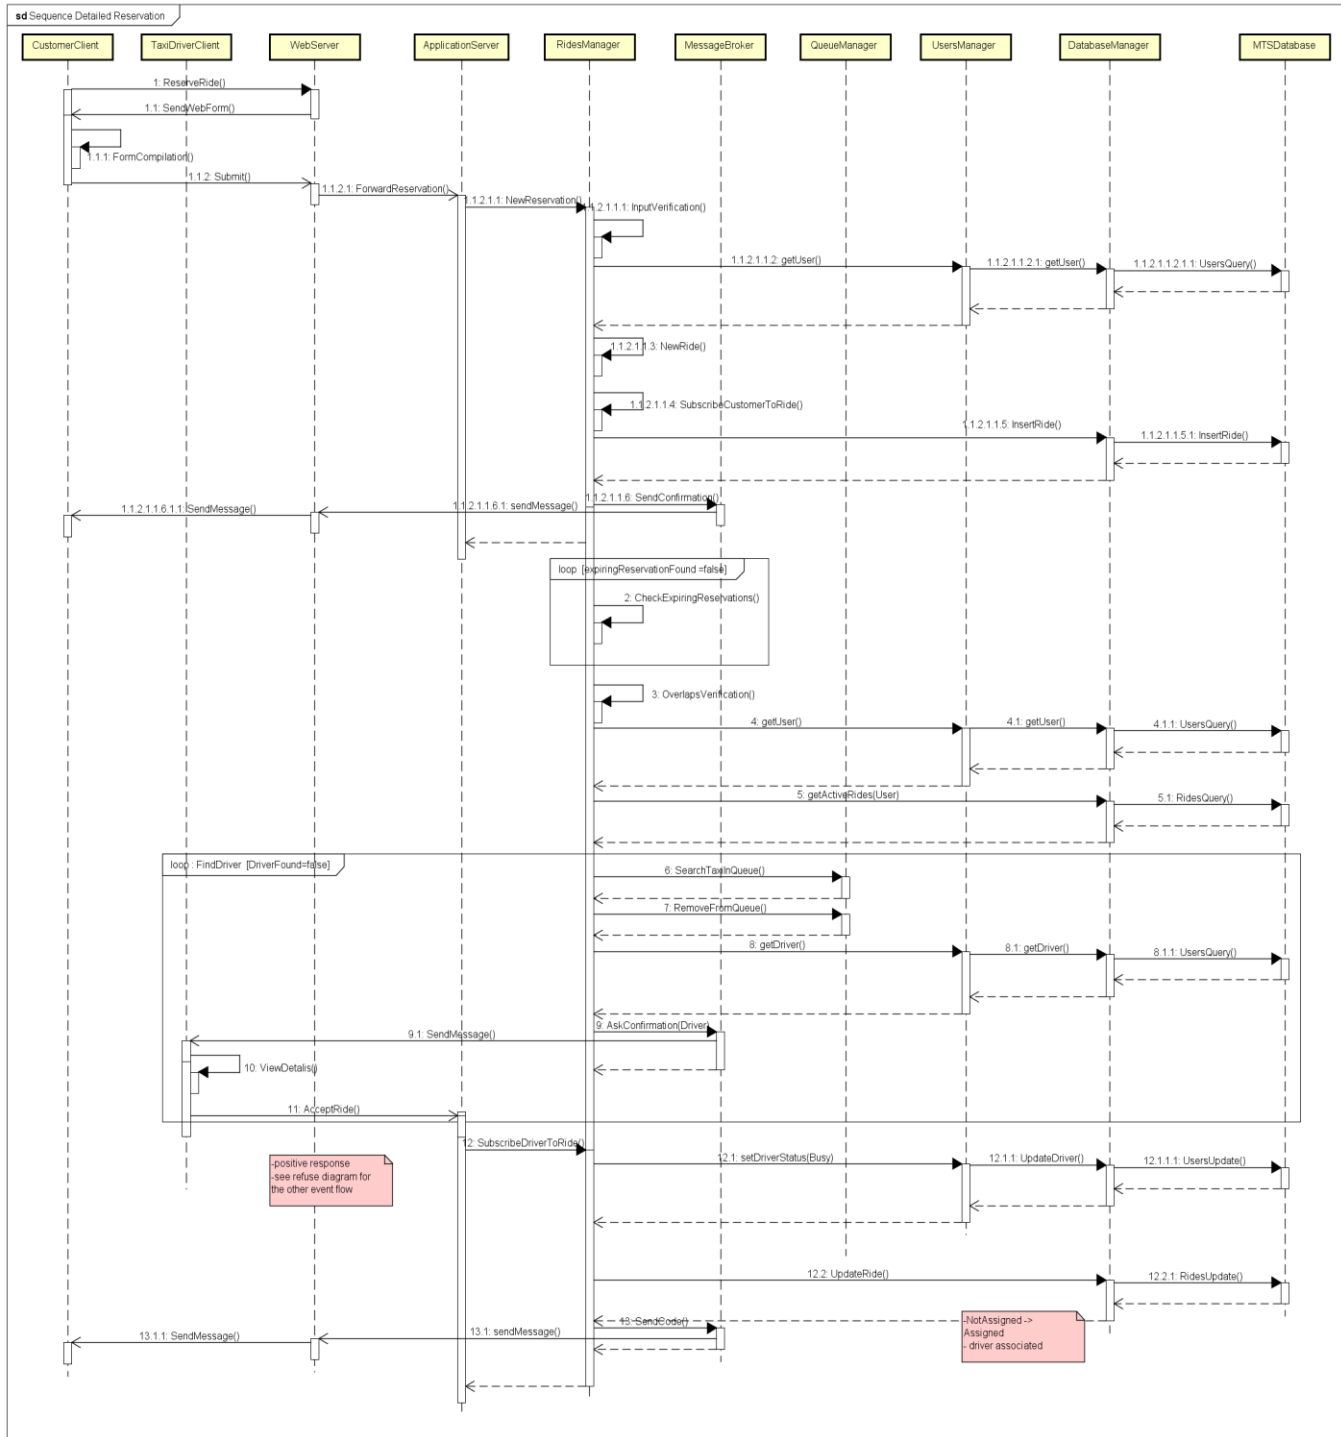 sd Sequence Detailed Reservation
CustomerClient
TaxiDriverClient
WebServer
ApplicationServer
RidesManager
MessageBroker
QueueManager
UsersManager
DatabaseManager
MTSDatabase
1: ReserveRide()
1.1: SendWebForm()
1.1.1: FormCompilation()
1.1.2: Submit()
1.1.2.1: ForwardReservation()
1.1.2.1.1: NewReservation()
1.1.2.1.1.1: InputVerification()
1.1.2.1.1.2: getUser()
1.1.2.1.1.2.1: getUser()
1.1.2.1.1.2.1.1: UsersQuery()
1.1.2.1.1.3: NewRide()
1.1.2.1.1.4: SubscribeCustomerToRide()
1.1.2.1.1.5: InsertRide()
1.1.2.1.1.5.1: InsertRide()
1.1.2.1.1.6: SendConfirmation()
1.1.2.1.1.6.1: sendMessage()
1.1.2.1.1.6.1.1: SendMessage()
loop [expiringReservationFound =false]
2: CheckExpiringReservations()
3: OverlapsVerification()
4: getUser()
4.1: getUser()
4.1.1: UsersQuery()
5: getActiveRides(User)
5.1: RidesQuery()
loop : FindDriver [DriverFound=false]
6: SearchTaxiInQueue()
7: RemoveFromQueue()
8: getDriver()
8.1: getDriver()
8.1.1: UsersQuery()
9: AskConfirmation(Driver)
9.1: SendMessage()
10: ViewDetalis()
11: AcceptRide()
12: SubscribeDriverToRide()
-positive response
-see refuse diagram for
the other event flow
12.1: setDriverStatus(Busy)
12.1.1: UpdateDriver()
12.1.1.1: UsersUpdate()
12.2: UpdateRide()
12.2.1: RidesUpdate()
-NotAssigned ->
Assigned
- driver associated
13: SendCode()
13.1: sendMessage()
13.1.1: SendMessage()